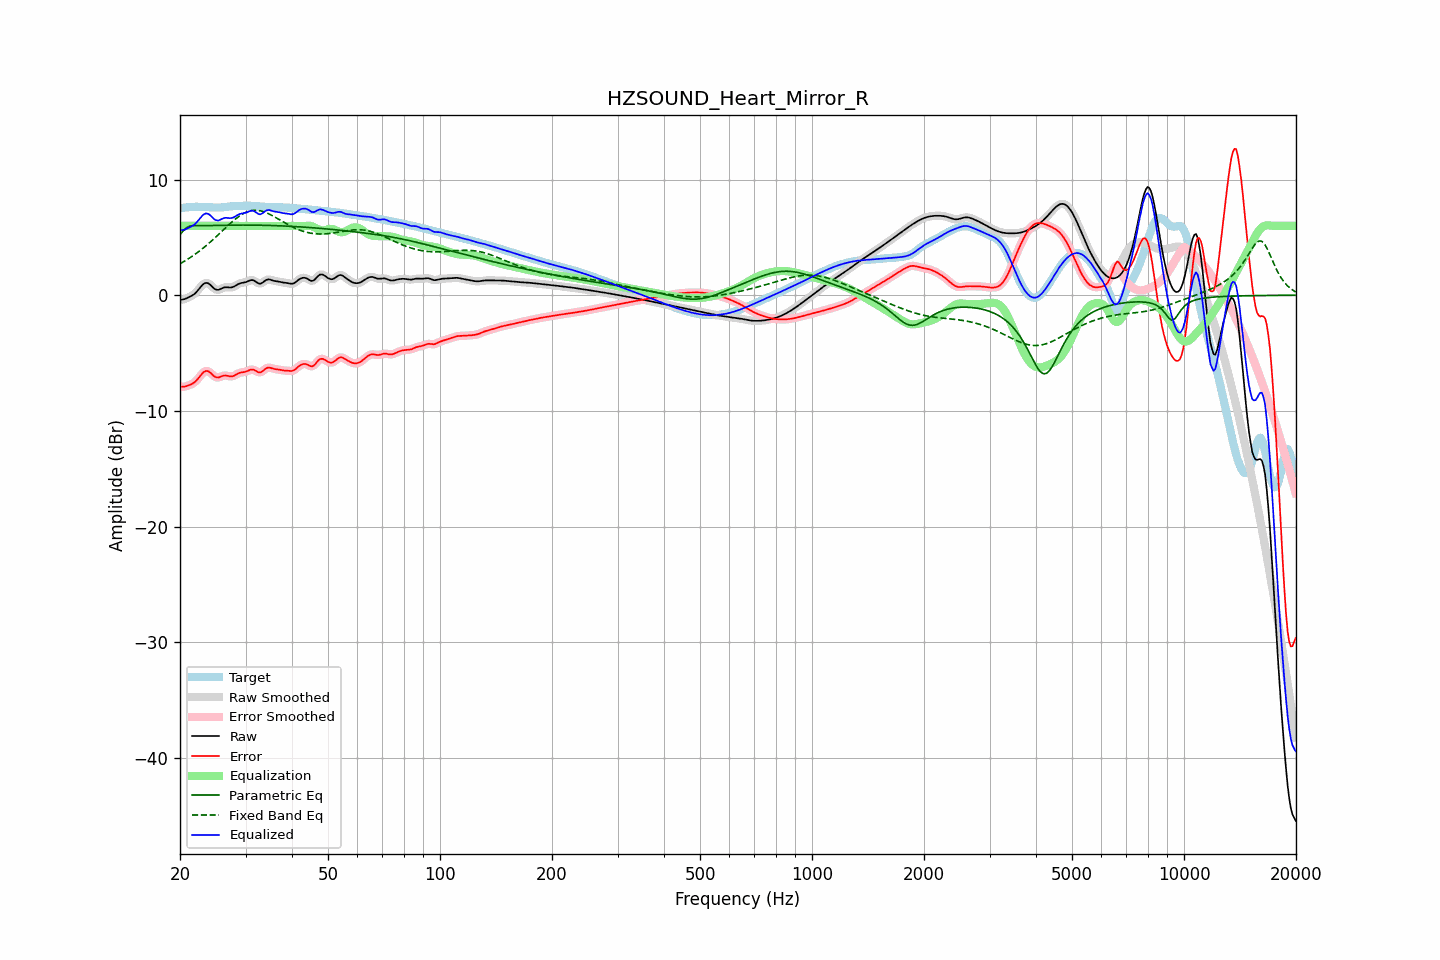 HZSOUND_Heart_Mirror_R
Amplitude (dBr)
10
0
−10
−20
−30
−40
Target
Raw Smoothed
Error Smoothed
Raw
Error
Equalization
Parametric Eq
Fixed Band Eq
Equalized
20 50 100 200 500 1000 2000 5000 10000 20000
Frequency (Hz)